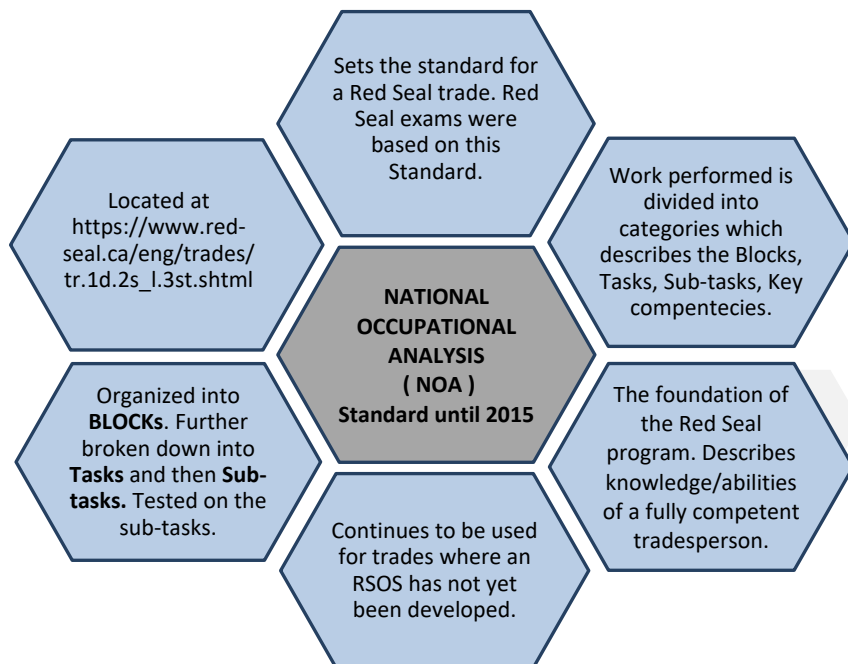 Sets the standard for
a Red Seal trade. Red
Seal exams were
based on this
Standard.
Located at
https://www.red-
seal.ca/eng/trades/
tr.1d.2s_l.3st.shtml
Work performed is
divided into
categories which
describes the Blocks,
Tasks, Sub-tasks, Key
compentecies.
NATIONAL
OCCUPATIONAL
ANALYSIS
( NOA )
Standard until 2015
Organized into
BLOCKs. Further
broken down into
Tasks and then Sub-
tasks. Tested on the
sub-tasks.
The foundation of
the Red Seal
program. Describes
knowledge/abilities
of a fully competent
tradesperson.
Continues to be used
for trades where an
RSOS has not yet
been developed.